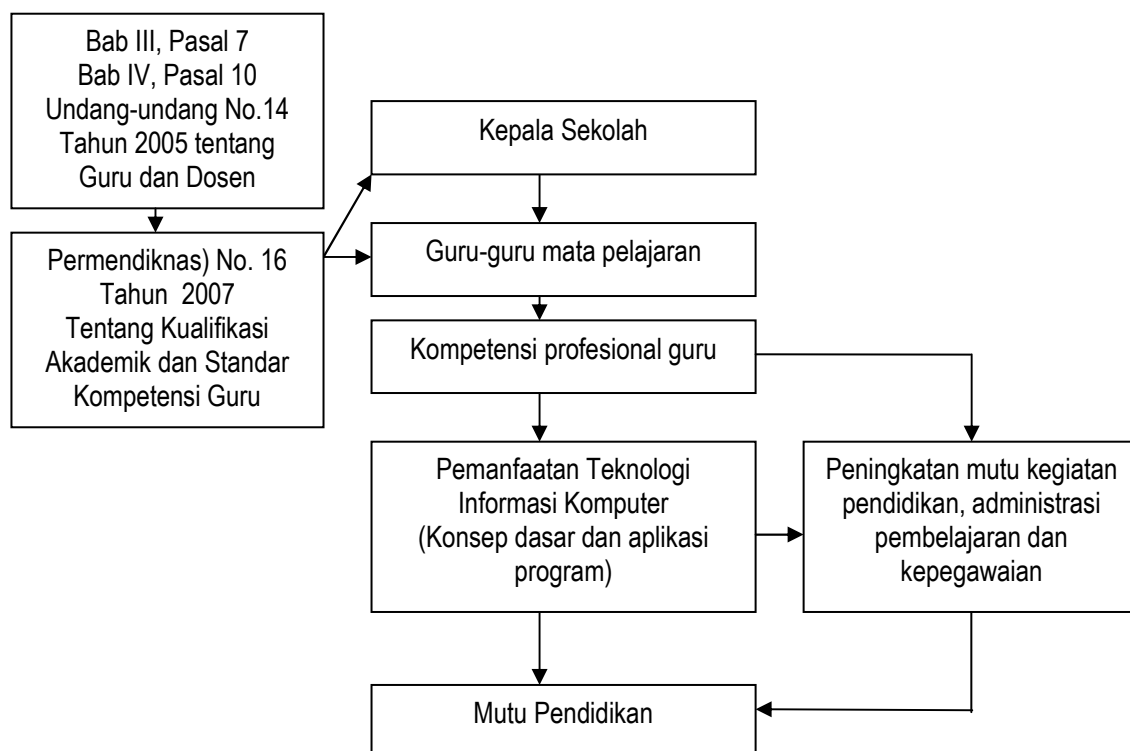 Bab III, Pasal 7
Bab IV, Pasal 10
Undang-undang No.14
Tahun 2005 tentang
Guru dan Dosen
Permendiknas) No. 16
Tahun 2007
Tentang Kualifikasi
Akademik dan Standar
Kompetensi Guru
Kepala Sekolah
Guru-guru mata pelajaran
Kompetensi profesional guru
Pemanfaatan Teknologi
Informasi Komputer
(Konsep dasar dan aplikasi
program)
Peningkatan mutu kegiatan
pendidikan, administrasi
pembelajaran dan
kepegawaian
Mutu Pendidikan